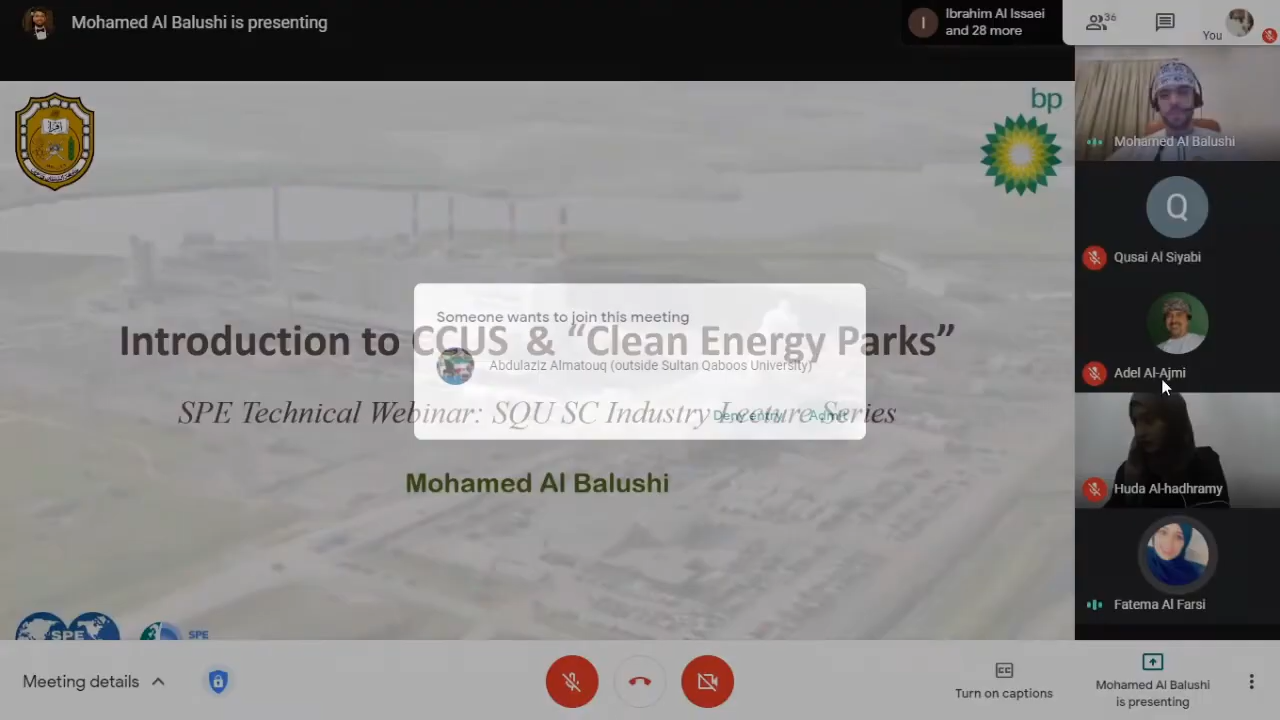 Mohamed Al Balushi is presenting
I
Ibrahim Al Issaei
and 28 more
36
You
bp
Mohamed Al Balushi
Q
Qusai Al Siyabi
Adel Al-Ajmi
Huda Al-hadhramy
Fatema Al Farsi
Someone wants to join this meeting
Introduction to CCUS & “Clean Energy Parks”
Abdulaziz Almatouq (outside Sultan Qaboos University)
SPE Technical Webinar: SQU SC Industry Lecture Series
Deny entry
Admit
Mohamed Al Balushi
SPE
SPE
Meeting details
CC
Turn on captions
Mohamed Al Balushi
is presenting